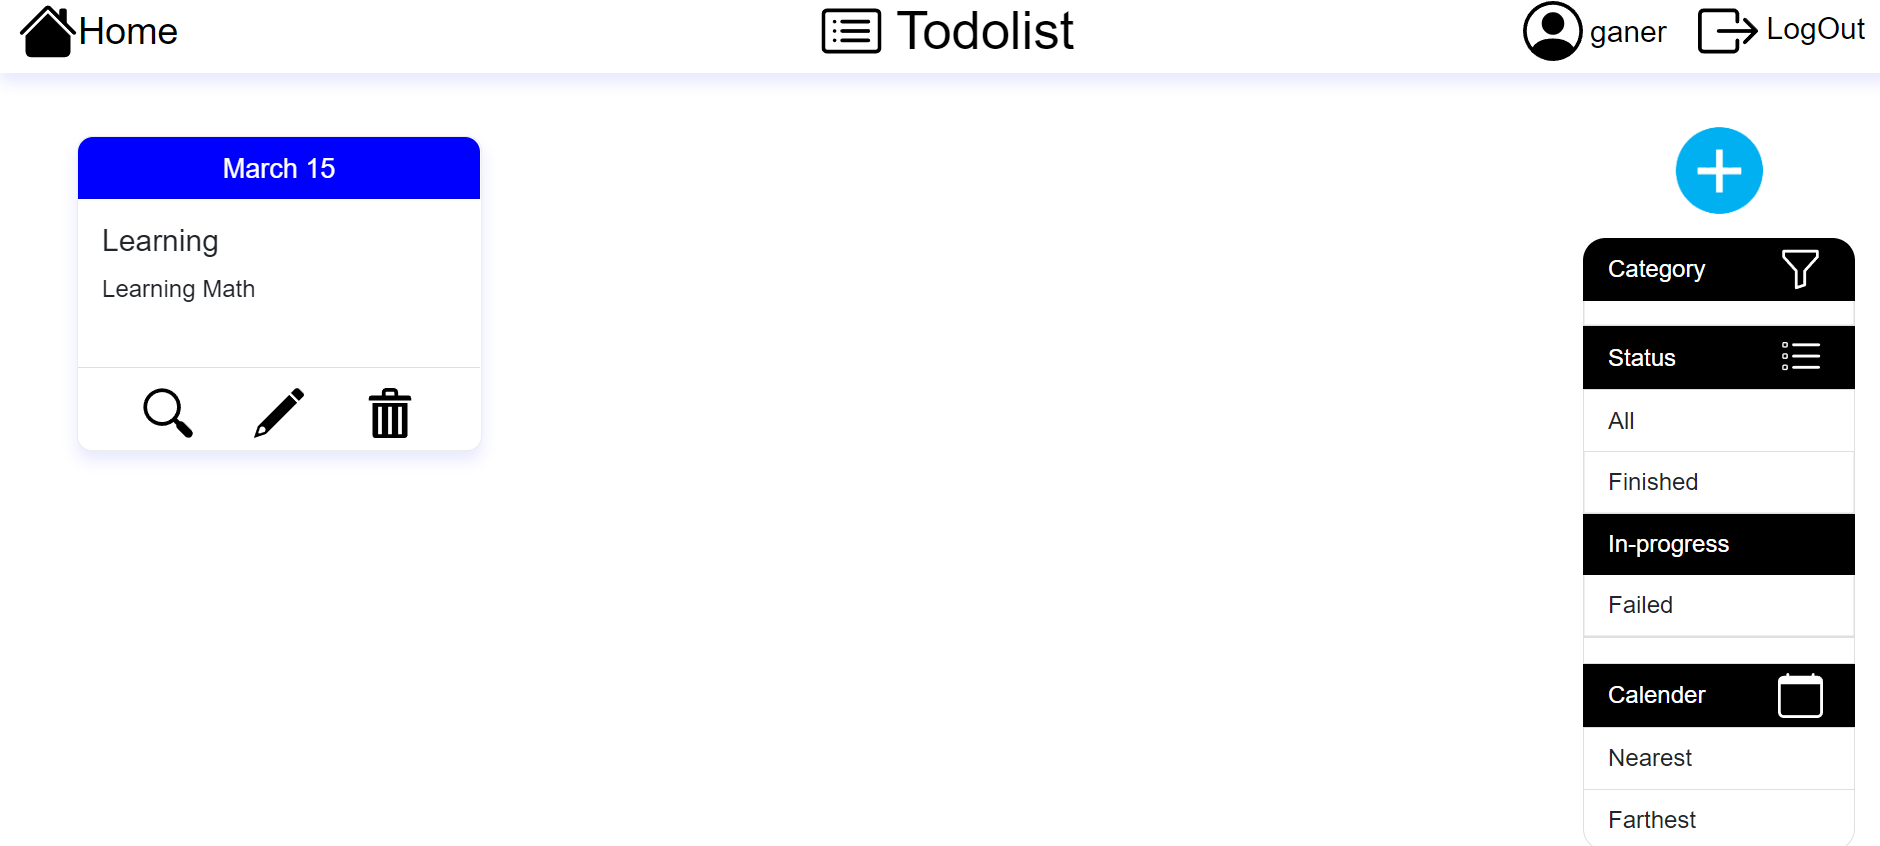 Home
Todolist
ganer
LogOut
March 15
Learning
Learning Math
Category
Status
All
Finished
In-progress
Failed
Calender
Nearest
Farthest